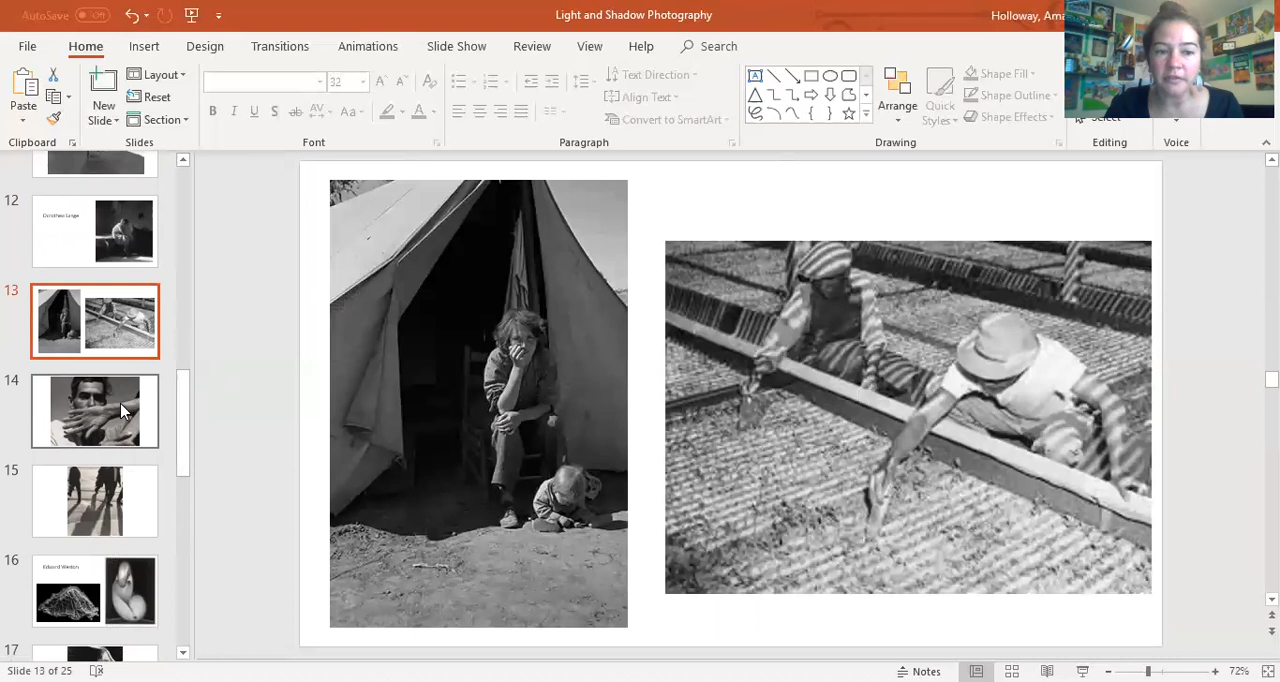 AutoSave Off Light and Shadow Photography Holloway, Ama
File Home Insert Design Transitions Animations Slide Show Review View Help Search
Paste New Slide Layout Reset Section 32 Text Direction Align Text Convert to SmartArt Arrange Quick Styles Shape Fill Shape Outline Shape Effects Select
Clipboard Slides Font Paragraph Drawing Editing Voice
12
Dorothea Lange
13
14
15
16
Edward Weston
17
Slide 13 of 25 Notes 72%